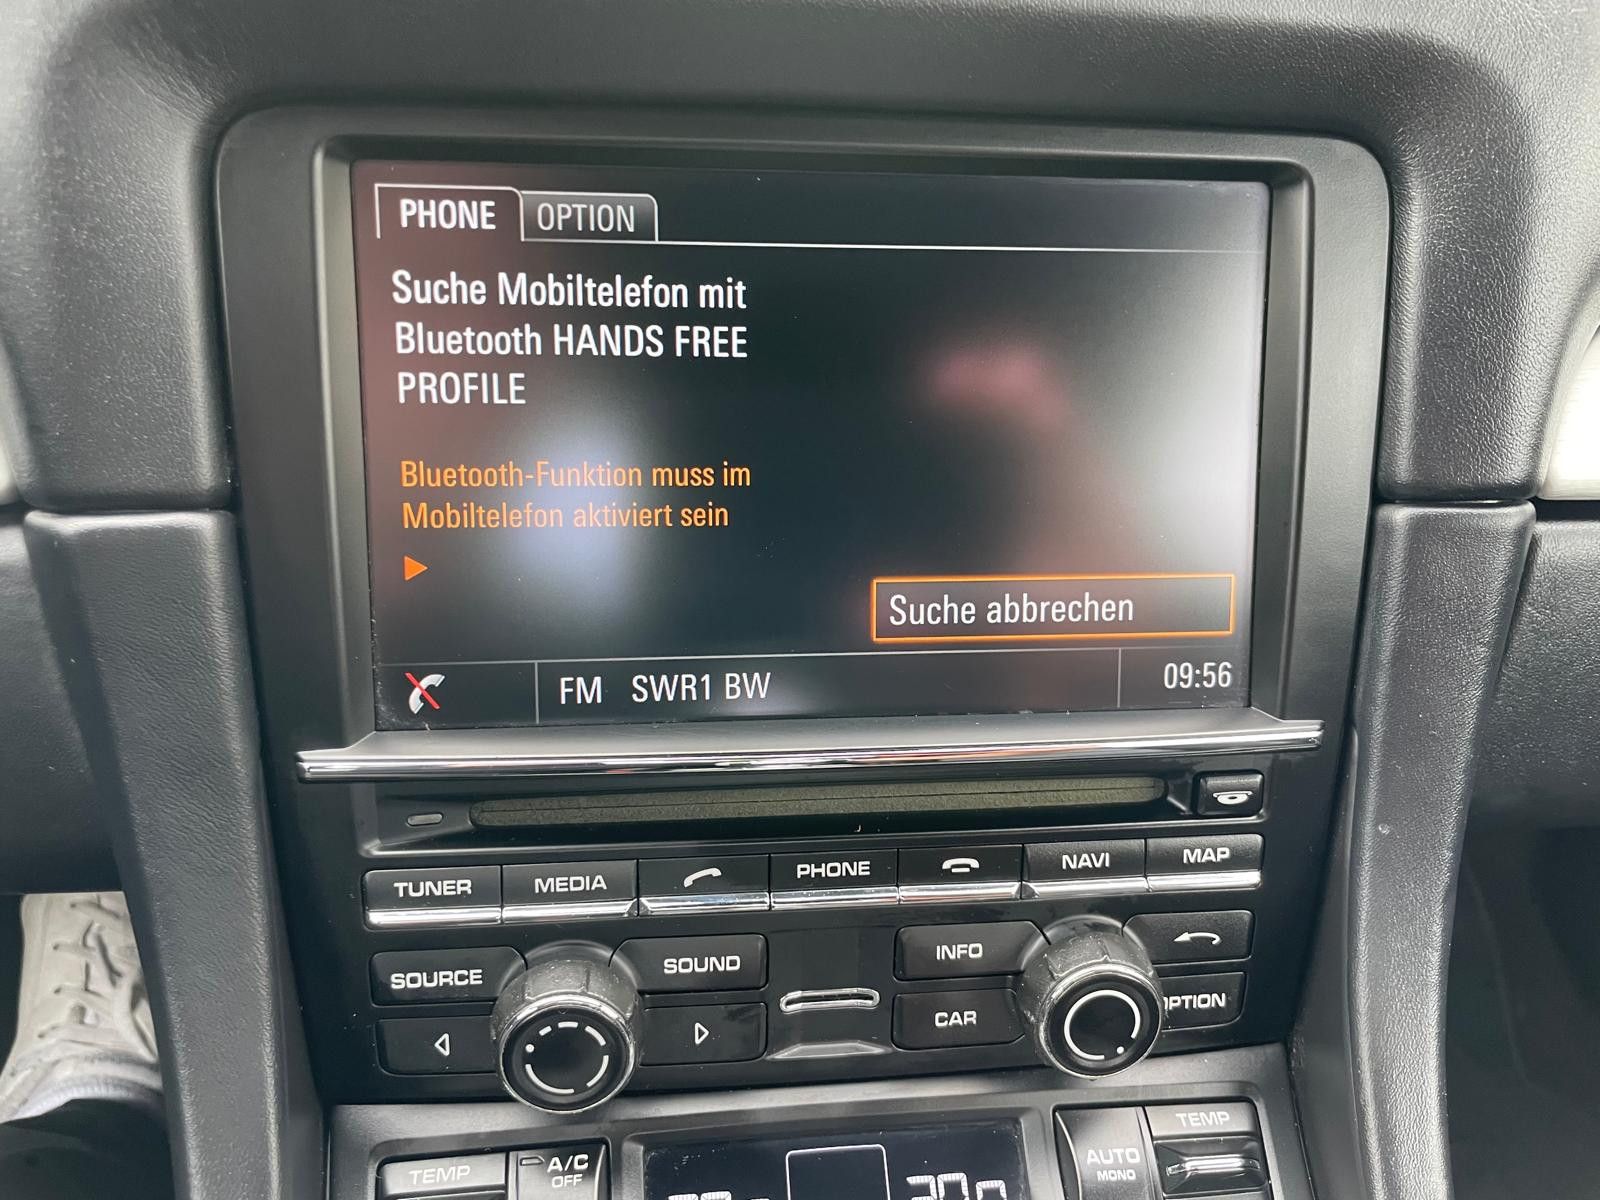 PHONE OPTION
Suche Mobiltelefon mit
Bluetooth HANDS FREE
PROFILE
Bluetooth-Funktion muss im
Mobiltelefon aktiviert sein
Suche abbrechen
FM SWR1 BW 09:56
TUNER MEDIA PHONE NAVI MAP
SOURCE SOUND INFO
CAR OPTION
TEMP A/C OFF AUTO MONO TEMP